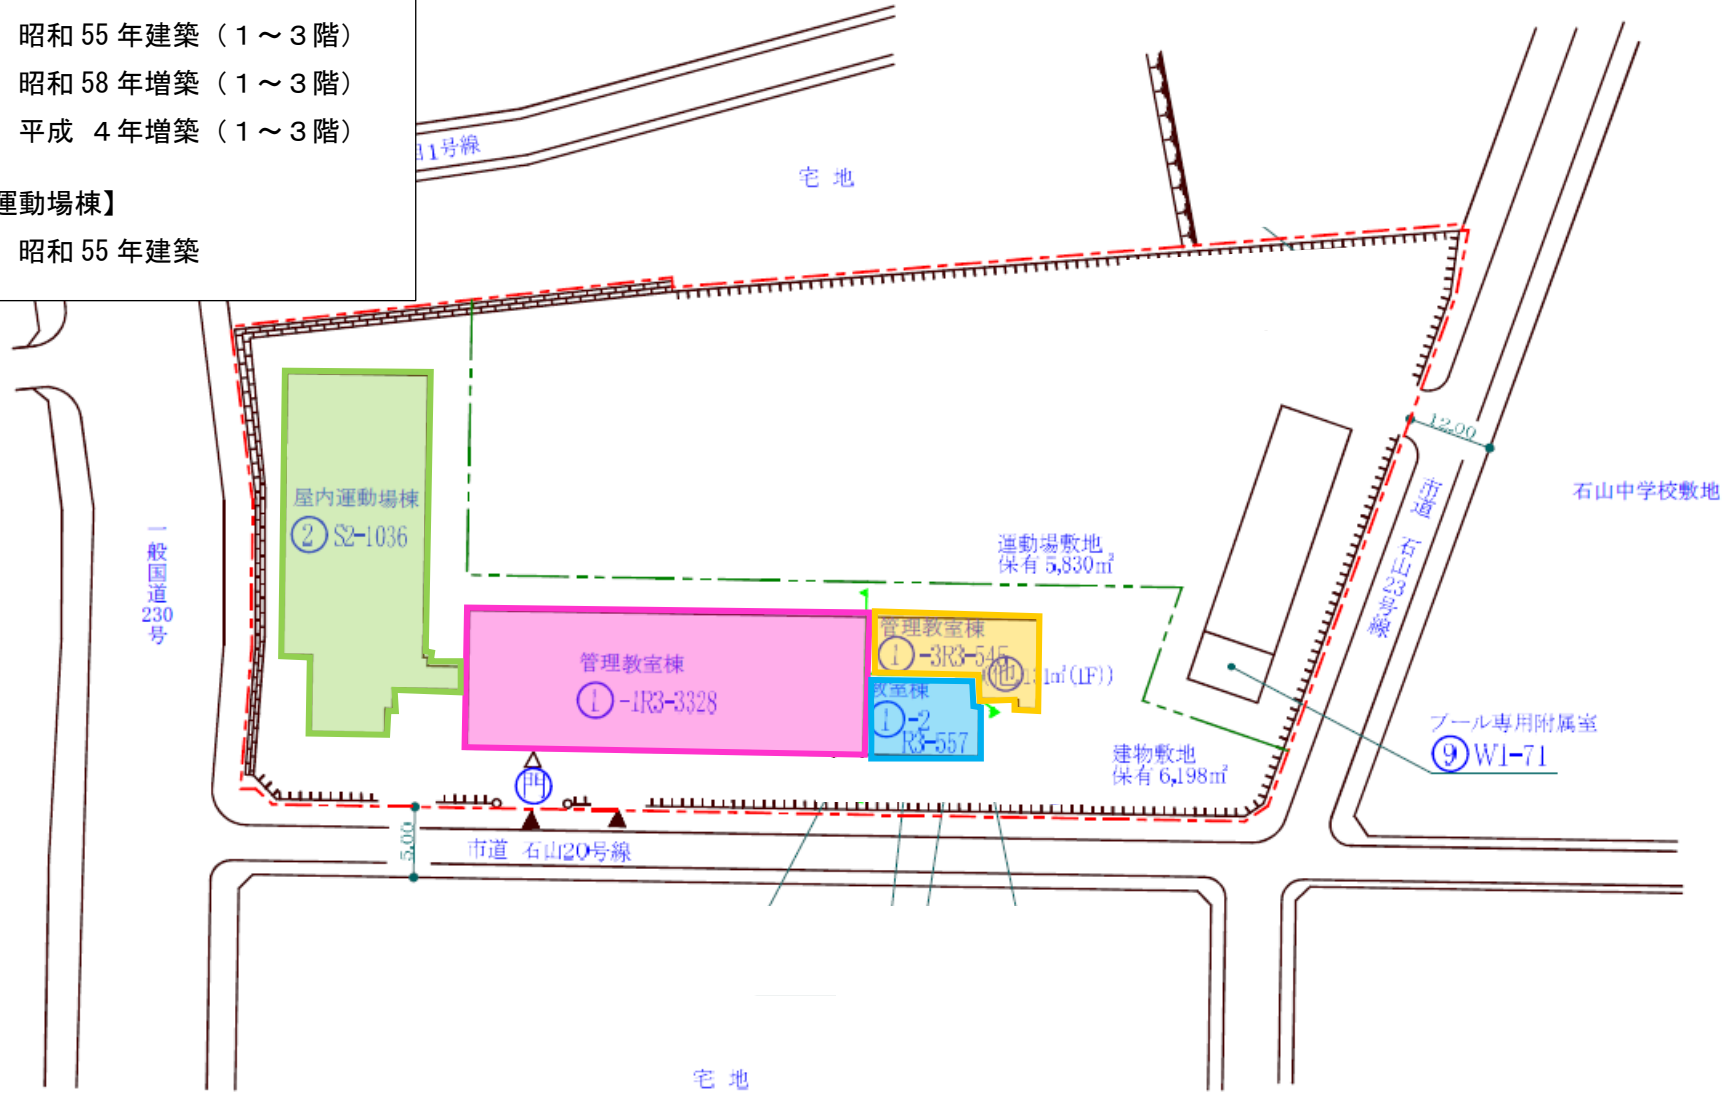 昭和 55 年建築（１～３階）
昭和 58 年増築（１～３階）
平成 ４年増築（１～３階）
運動場棟】
昭和 55 年建築
1号線
宅 地
屋内運動場棟
② S2-1036
一般国道230号
運動場敷地
保有 5,830㎡
管理教室棟
①-1R3-3328
管理教室棟
①-3R3-545
㊉
1㎡(1F))
教室棟
①-2
R3-557
建物敷地
保有 6,198㎡
12.00
市道 石山23号線
石山中学校敷地
プール専用附属室
⑨ W1-71
門
5.00
市道 石山20号線
宅 地